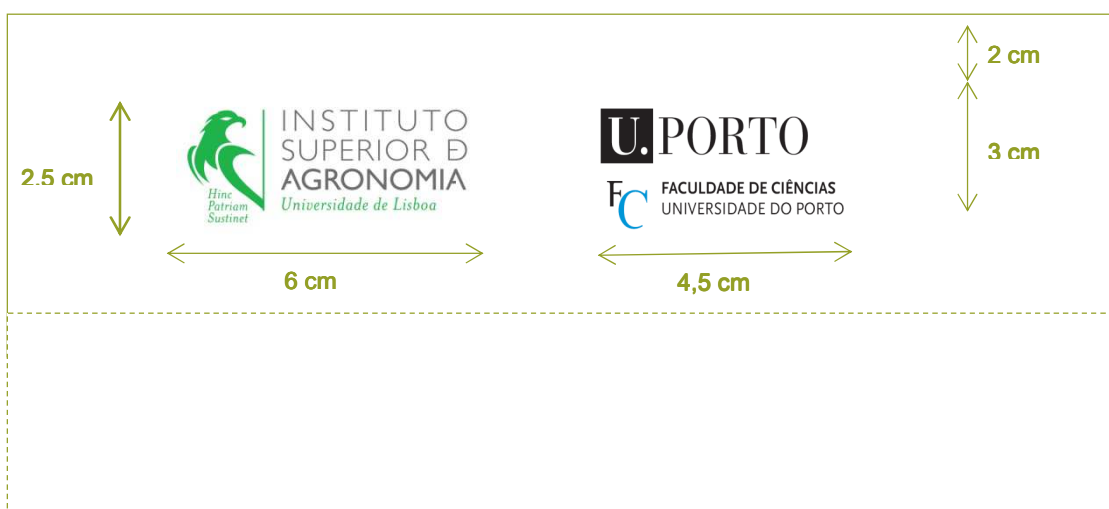 2 cm
INSTITUTO
SUPERIOR Ð
AGRONOMIA
Universidade de Lisboa
Hinc
Patriam
Sustinet
U.PORTO
FC
FACULDADE DE CIÊNCIAS
UNIVERSIDADE DO PORTO
3 cm
2.5 cm
6 cm
4,5 cm